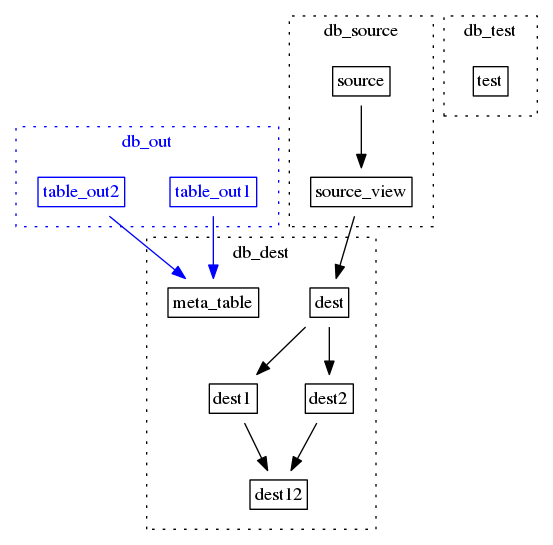 db_source
db_test
source
test
db_out
table_out2
table_out1
source_view
db_dest
meta_table
dest
dest1
dest2
dest12